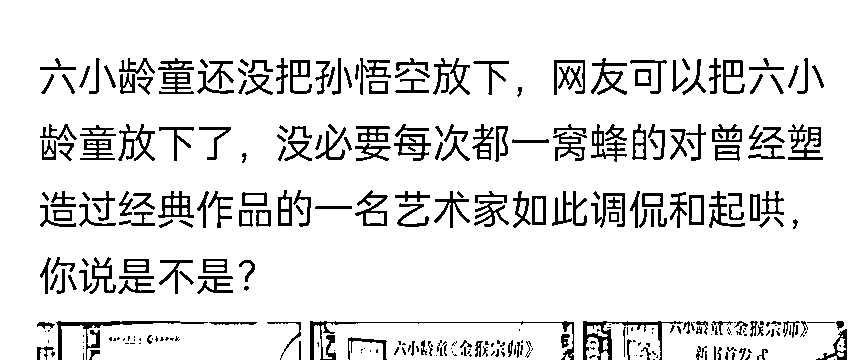 六小龄童还没把孙悟空放下，网友可以把六小
龄童放下了，没必要每次都一窝蜂的对曾经塑
造过经典作品的一名艺术家如此调侃和起哄，
你说是不是？
六小龄童《金猴宗师》
六小龄童《金猴宗师》
新书首发